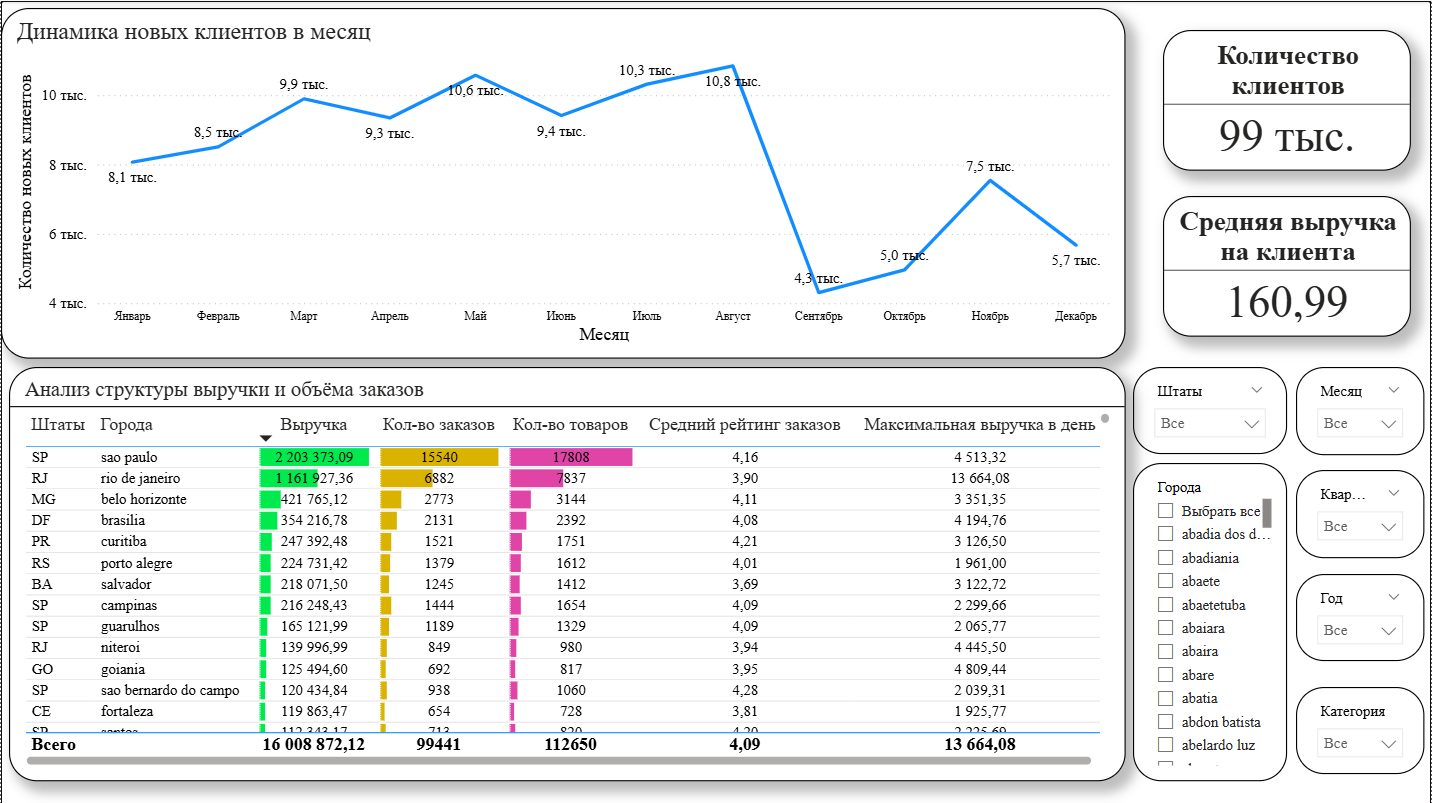 Динамика новых клиентов в месяц
Количество новых клиентов
10 тыс.
8 тыс.
6 тыс.
4 тыс.
8,1 тыс.
8,5 тыс.
9,9 тыс.
9,3 тыс.
10,6 тыс.
9,4 тыс.
10,3 тыс.
10,8 тыс.
4,3 тыс.
5,0 тыс.
7,5 тыс.
5,7 тыс.
Январь Февраль Март Апрель Май Июнь Июль Август Сентябрь Октябрь Ноябрь Декабрь
Месяц
Количество
клиентов
99 тыс.
Средняя выручка
на клиента
160,99
Анализ структуры выручки и объёма заказов
Штаты Города Выручка Кол-во заказов Кол-во товаров Средний рейтинг заказов Максимальная выручка в день
SP sao paulo 2 203 373,09 15540 17808 4,16 4 513,32
RJ rio de janeiro 1 161 927,36 6882 7837 3,90 13 664,08
MG belo horizonte 421 765,12 2773 3144 4,11 3 351,35
DF brasilia 354 216,78 2131 2392 4,08 4 194,76
PR curitiba 247 392,48 1521 1751 4,21 3 126,50
RS porto alegre 224 731,42 1379 1612 4,01 1 961,00
BA salvador 218 071,50 1245 1412 3,69 3 122,72
SP campinas 216 248,43 1444 1654 4,09 2 299,66
SP guarulhos 165 121,99 1189 1329 4,09 2 065,77
RJ niteroi 139 996,99 849 980 3,94 4 445,50
GO goiania 125 494,60 692 817 3,95 4 809,44
SP sao bernardo do campo 120 434,84 938 1060 4,28 2 039,31
CE fortaleza 119 863,47 654 728 3,81 1 925,77
Всего 16 008 872,12 99441 112650 4,09 13 664,08
Штаты
Все
Месяц
Все
Города
Выбрать все
abadia dos d…
abadiania
abaete
abaetetuba
abaiara
abaira
abare
abatia
abdon batista
abelardo luz
Квар…
Все
Год
Все
Категория
Все